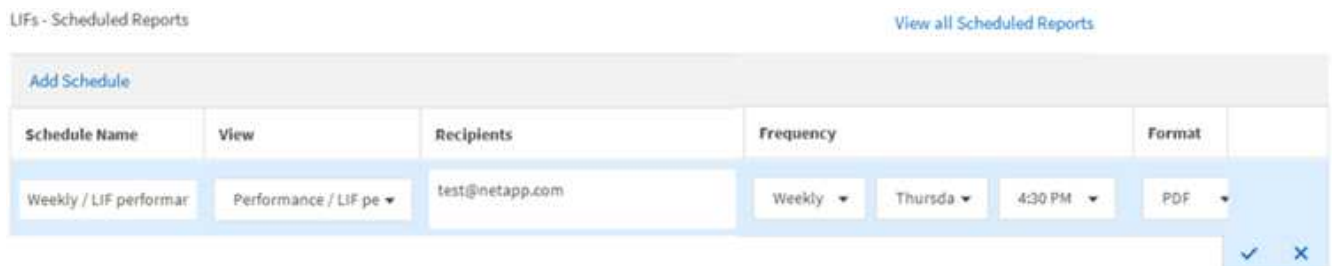 LIFs - Scheduled Reports View all Scheduled Reports
Add Schedule
Schedule Name View Recipients Frequency Format
Weekly / LIF performar Performance / LIF pe test@netapp.com Weekly Thursda 4:30 PM PDF